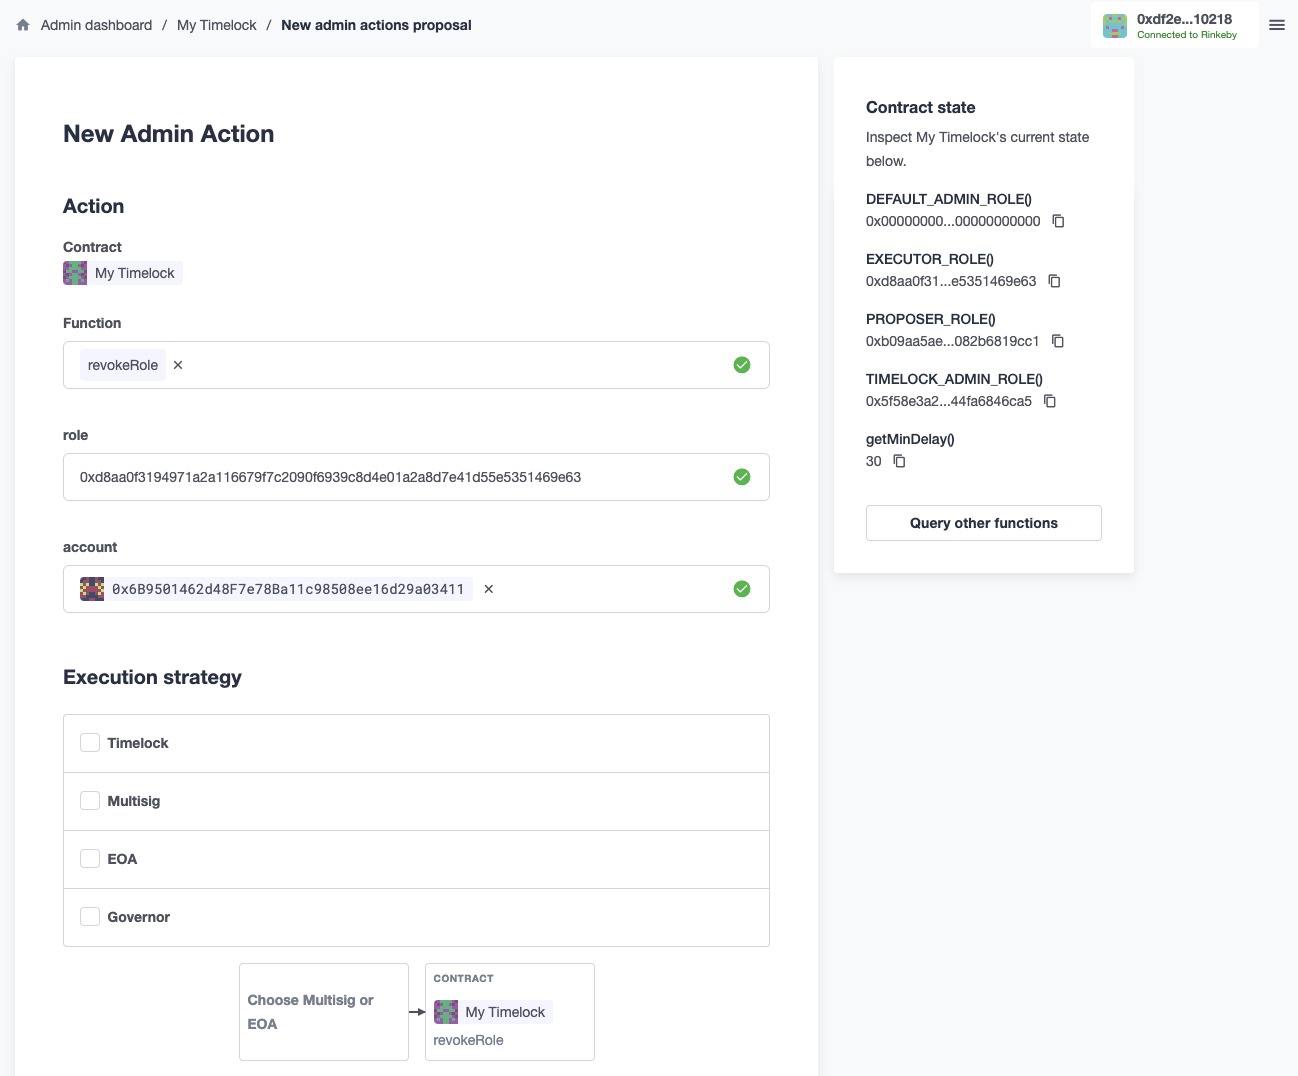 Admin dashboard / My Timelock / New admin actions proposal
0xdf2e...10218
Connected to Rinkeby
New Admin Action
Action
Contract
My Timelock
Function
revokeRole ×
role
0xd8aa0f3194971a2a116679f7c2090f6939c8d4e01a2a8d7e41d55e5351469e63
account
0x6B9501462d48F7e78Ba11c98508ee16d29a03411 ×
Execution strategy
Timelock
Multisig
EOA
Governor
Choose Multisig or
EOA
CONTRACT
My Timelock
revokeRole
Contract state
Inspect My Timelock's current state
below.
DEFAULT_ADMIN_ROLE()
0x00000000...00000000000
EXECUTOR_ROLE()
0xd8aa0f31...e5351469e63
PROPOSER_ROLE()
0xb09aa5ae...082b6819cc1
TIMELOCK_ADMIN_ROLE()
0x5f58e3a2...44fa6846ca5
getMinDelay()
30
Query other functions